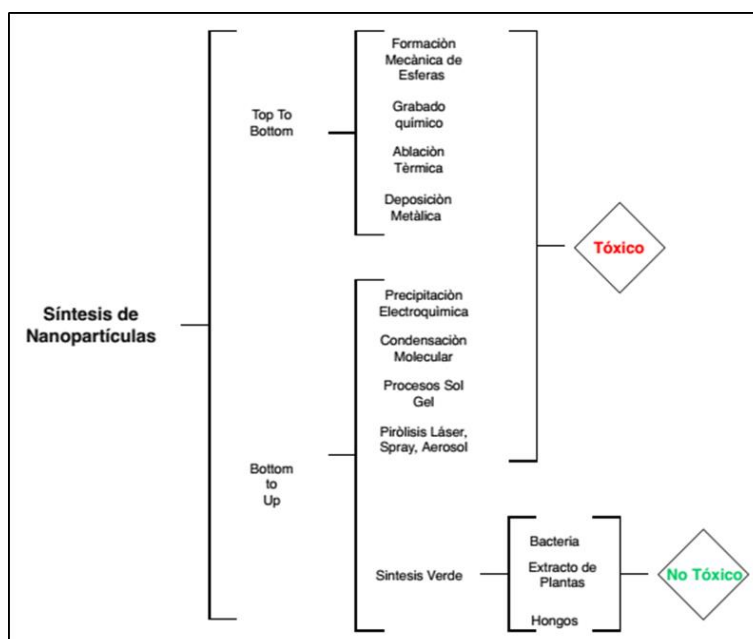 Síntesis de
Nanopartículas
Top To
Bottom
Formaciòn
Mecànica de
Esferas
Grabado
químico
Ablaciòn
Tèrmica
Deposiciòn
Metàlica
Tóxico
Bottom
to
Up
Precipitaciòn
Electroquìmica
Condensaciòn
Molecular
Procesos Sol
Gel
Piròlisis Láser,
Spray, Aerosol
Sintesis Verde
Bacteria
Extracto de
Plantas
Hongos
No Tóxico